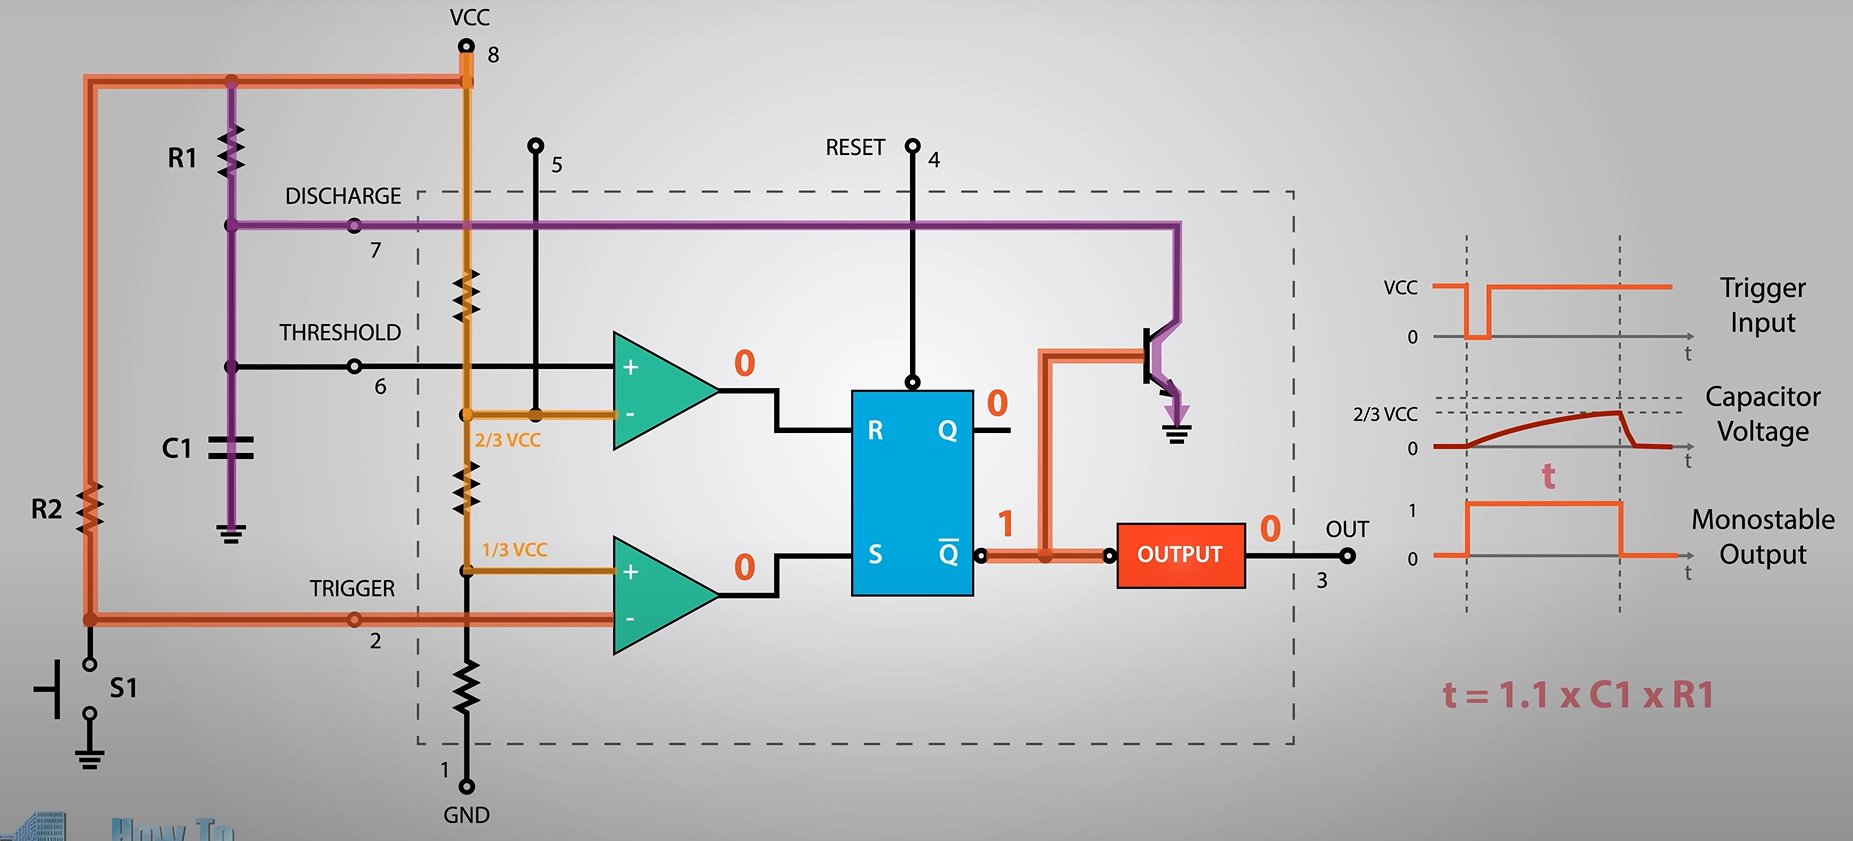 VCC
8
R1
5
RESET
4
DISCHARGE
7
THRESHOLD
6
+
-
0
2/3 VCC
C1
R
Q
0
R2
1/3 VCC
+
-
0
S
Q̅
1
OUTPUT
0
OUT
3
TRIGGER
2
S1
1
GND
VCC
0
t
Trigger
Input
2/3 VCC
0
t
Capacitor
Voltage
t
1
0
t
Monostable
Output
t = 1.1 x C1 x R1
How To